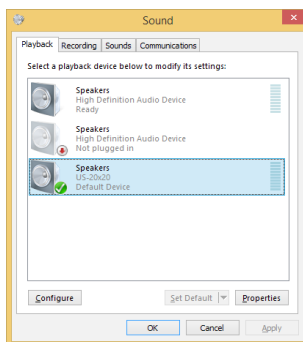 Sound
Playback Recording Sounds Communications
Select a playback device below to modify its settings:
Speakers
High Definition Audio Device
Ready
Speakers
High Definition Audio Device
Not plugged in
Speakers
US-20x20
Default Device
Configure Set Default Properties
OK Cancel Apply